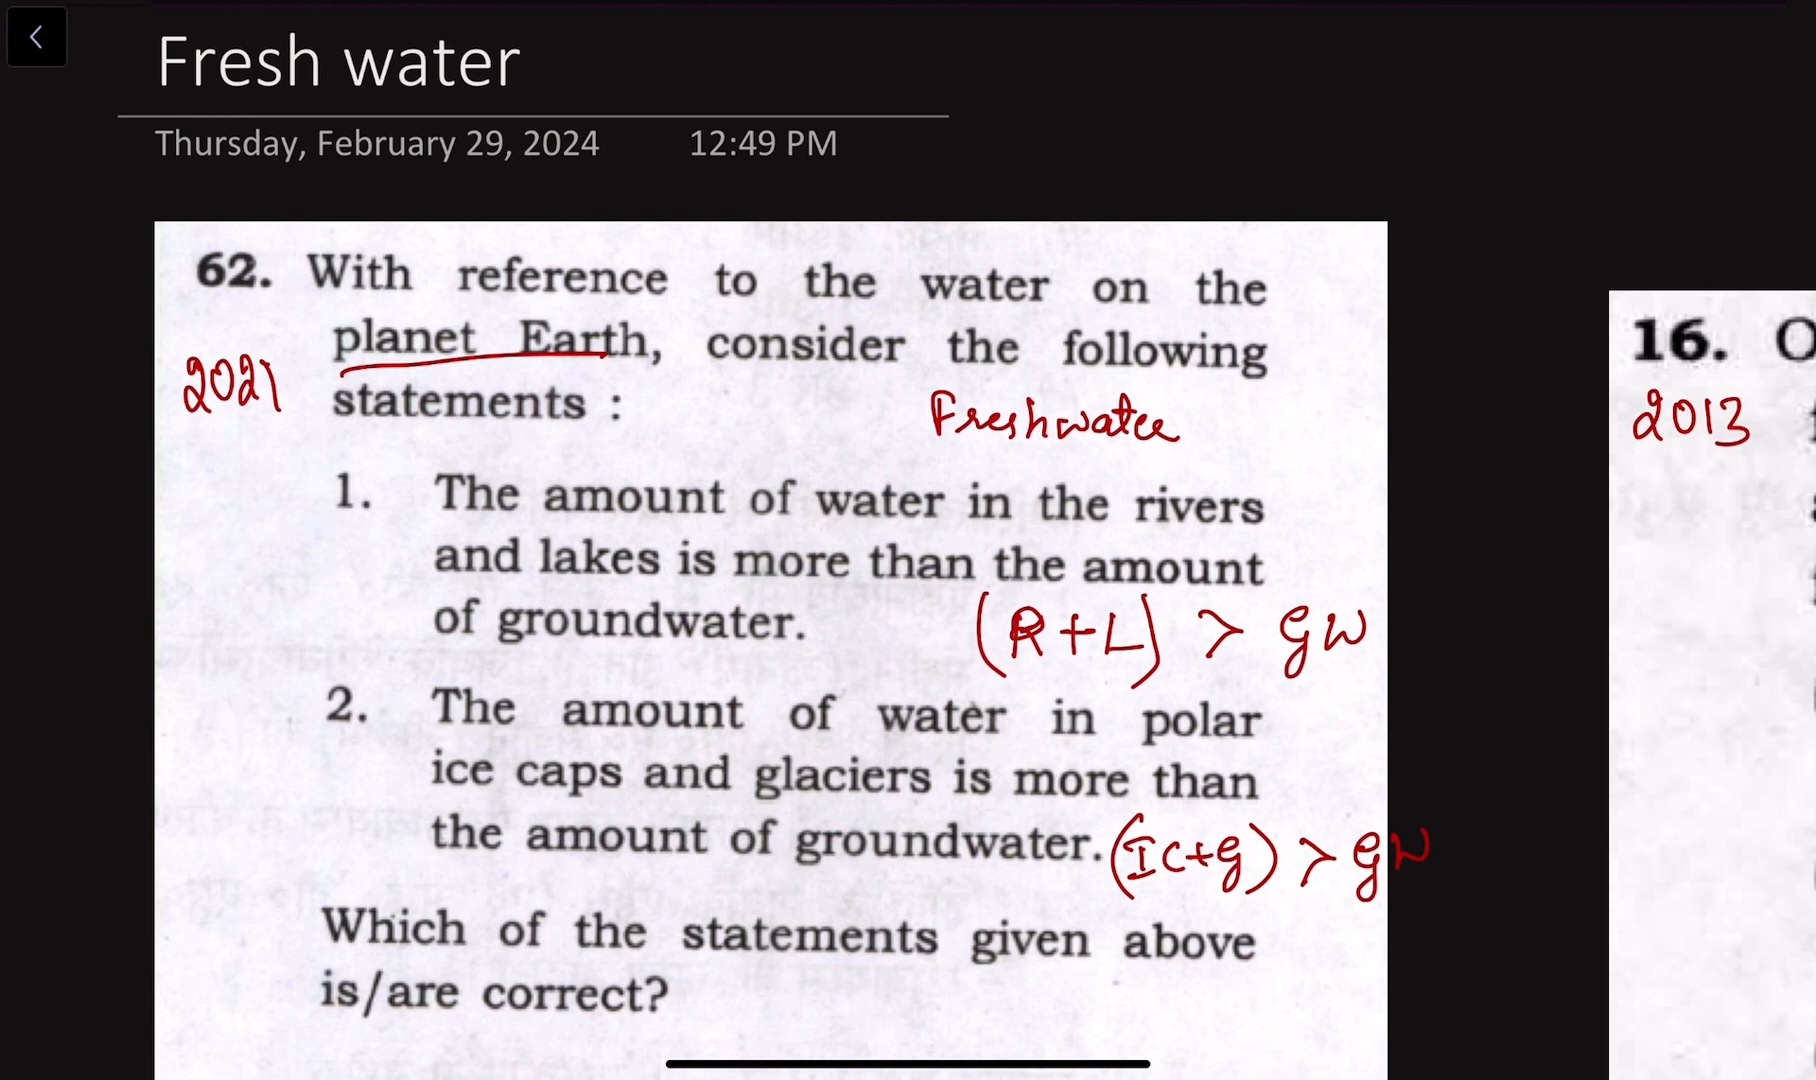 Fresh water
Thursday, February 29, 2024 12:49 PM
62. With reference to the water on the
planet Earth, consider the following
2021
statements :
Freshwater
1. The amount of water in the rivers
and lakes is more than the amount
of groundwater. (R+L) > GW
2. The amount of water in polar
ice caps and glaciers is more than
the amount of groundwater. (IC+G) > GW
Which of the statements given above
is/are correct?
16.
2013